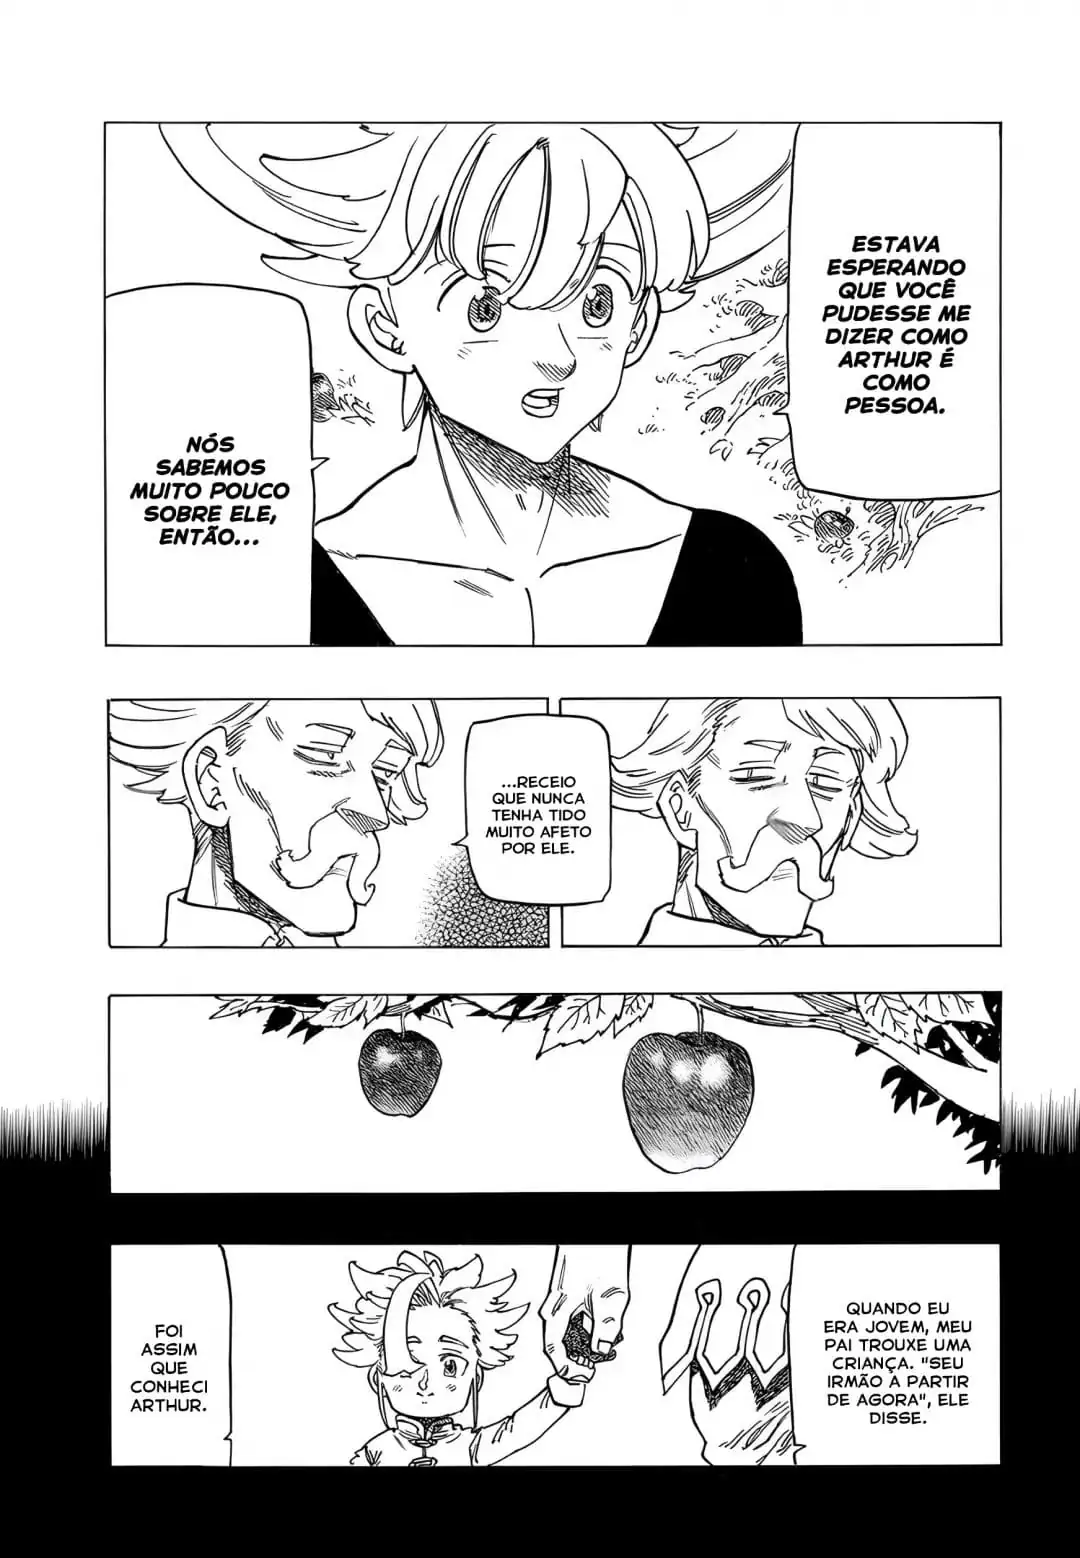 ESTAVA
ESPERANDO
QUE VOCÊ
PUDESSE ME
DIZER COMO
ARTHUR É
COMO
PESSOA.
NÓS
SABEMOS
MUITO POUCO
SOBRE ELE,
ENTÃO...
...RECEIO
QUE NUNCA
TENHA TIDO
MUITO AFETO
POR ELE.
QUANDO EU
ERA JOVEM, MEU
PAI TROUXE UMA
CRIANÇA. "SEU
IRMÃO A PARTIR
DE AGORA", ELE
DISSE.
FOI
ASSIM
QUE
CONHECI
ARTHUR.